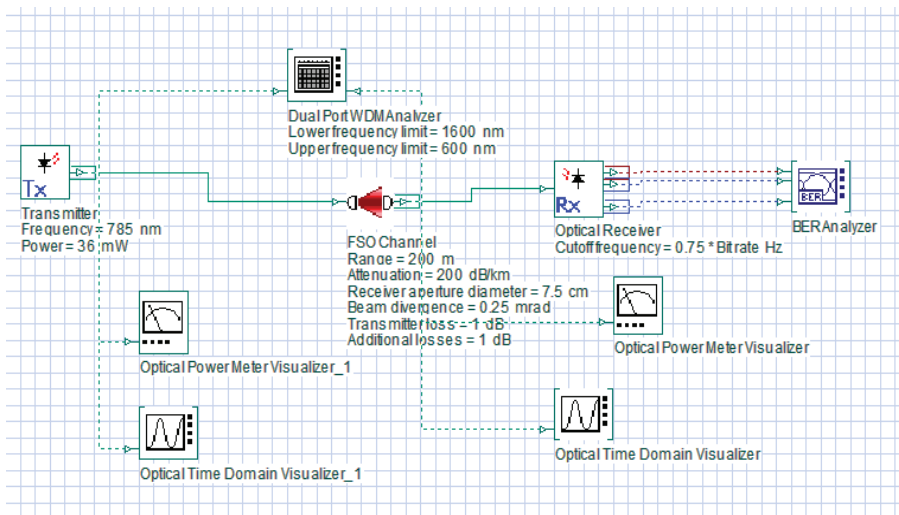 Dual Port WDM Analyzer
Lower frequency limit = 1600 nm
Upper frequency limit = 600 nm
Tx
Transmitter
Frequency = 785 nm
Power = 36 mW
FSO Channel
Range = 200 m
Attenuation = 200 dB/km
Receiver aperture diameter = 7.5 cm
Beam divergence = 0.25 mrad
Transmitter loss = 1 dB
Additional losses = 1 dB
Rx
Optical Receiver
Cutoff frequency = 0.75 * Bitrate Hz
BER
BER Analyzer
Optical Power Meter Visualizer_1
Optical Power Meter Visualizer
Optical Time Domain Visualizer_1
Optical Time Domain Visualizer